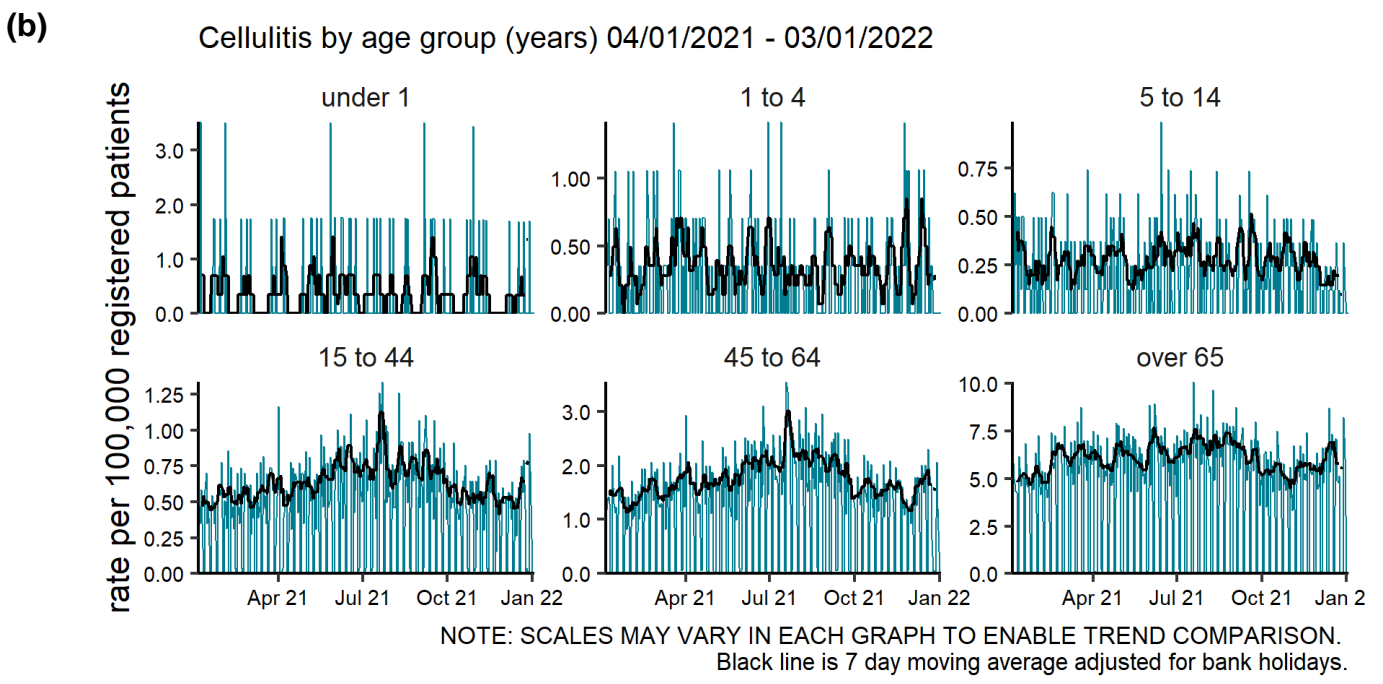 (b)
Cellulitis by age group (years) 04/01/2021 - 03/01/2022
rate per 100,000 registered patients
under 1
3.0
2.0
1.0
0.0
1 to 4
1.00
0.50
0.00
5 to 14
0.75
0.50
0.25
0.00
15 to 44
1.25
1.00
0.75
0.50
0.25
0.00
Apr 21 Jul 21 Oct 21 Jan 22
45 to 64
3.0
2.0
1.0
0.0
Apr 21 Jul 21 Oct 21 Jan 22
over 65
10.0
7.5
5.0
2.5
0.0
Apr 21 Jul 21 Oct 21 Jan 2
NOTE: SCALES MAY VARY IN EACH GRAPH TO ENABLE TREND COMPARISON.
Black line is 7 day moving average adjusted for bank holidays.